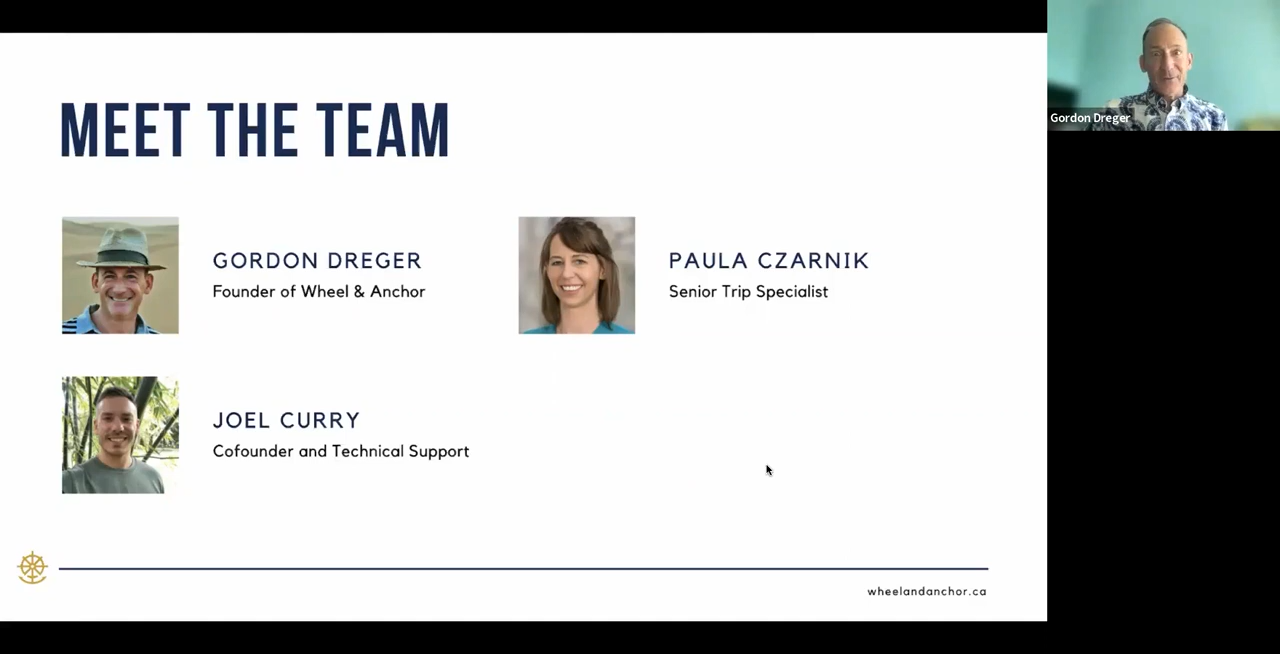 MEET THE TEAM
Gordon Dreger
GORDON DREGER
Founder of Wheel & Anchor
PAULA CZARNIK
Senior Trip Specialist
JOEL CURRY
Cofounder and Technical Support
wheelandanchor.ca